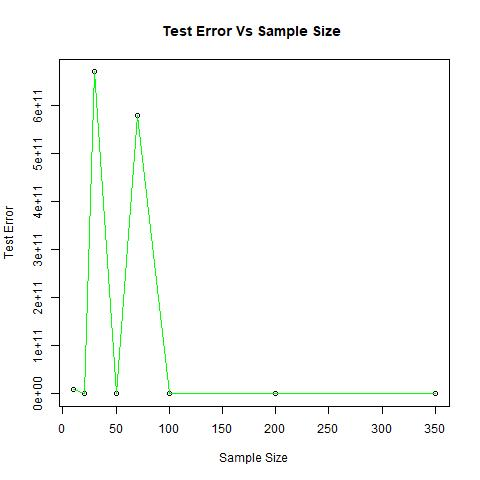 Test Error Vs Sample Size
6e+11
5e+11
4e+11
3e+11
2e+11
1e+11
0e+00
Test Error
0 50 100 150 200 250 300 350
Sample Size